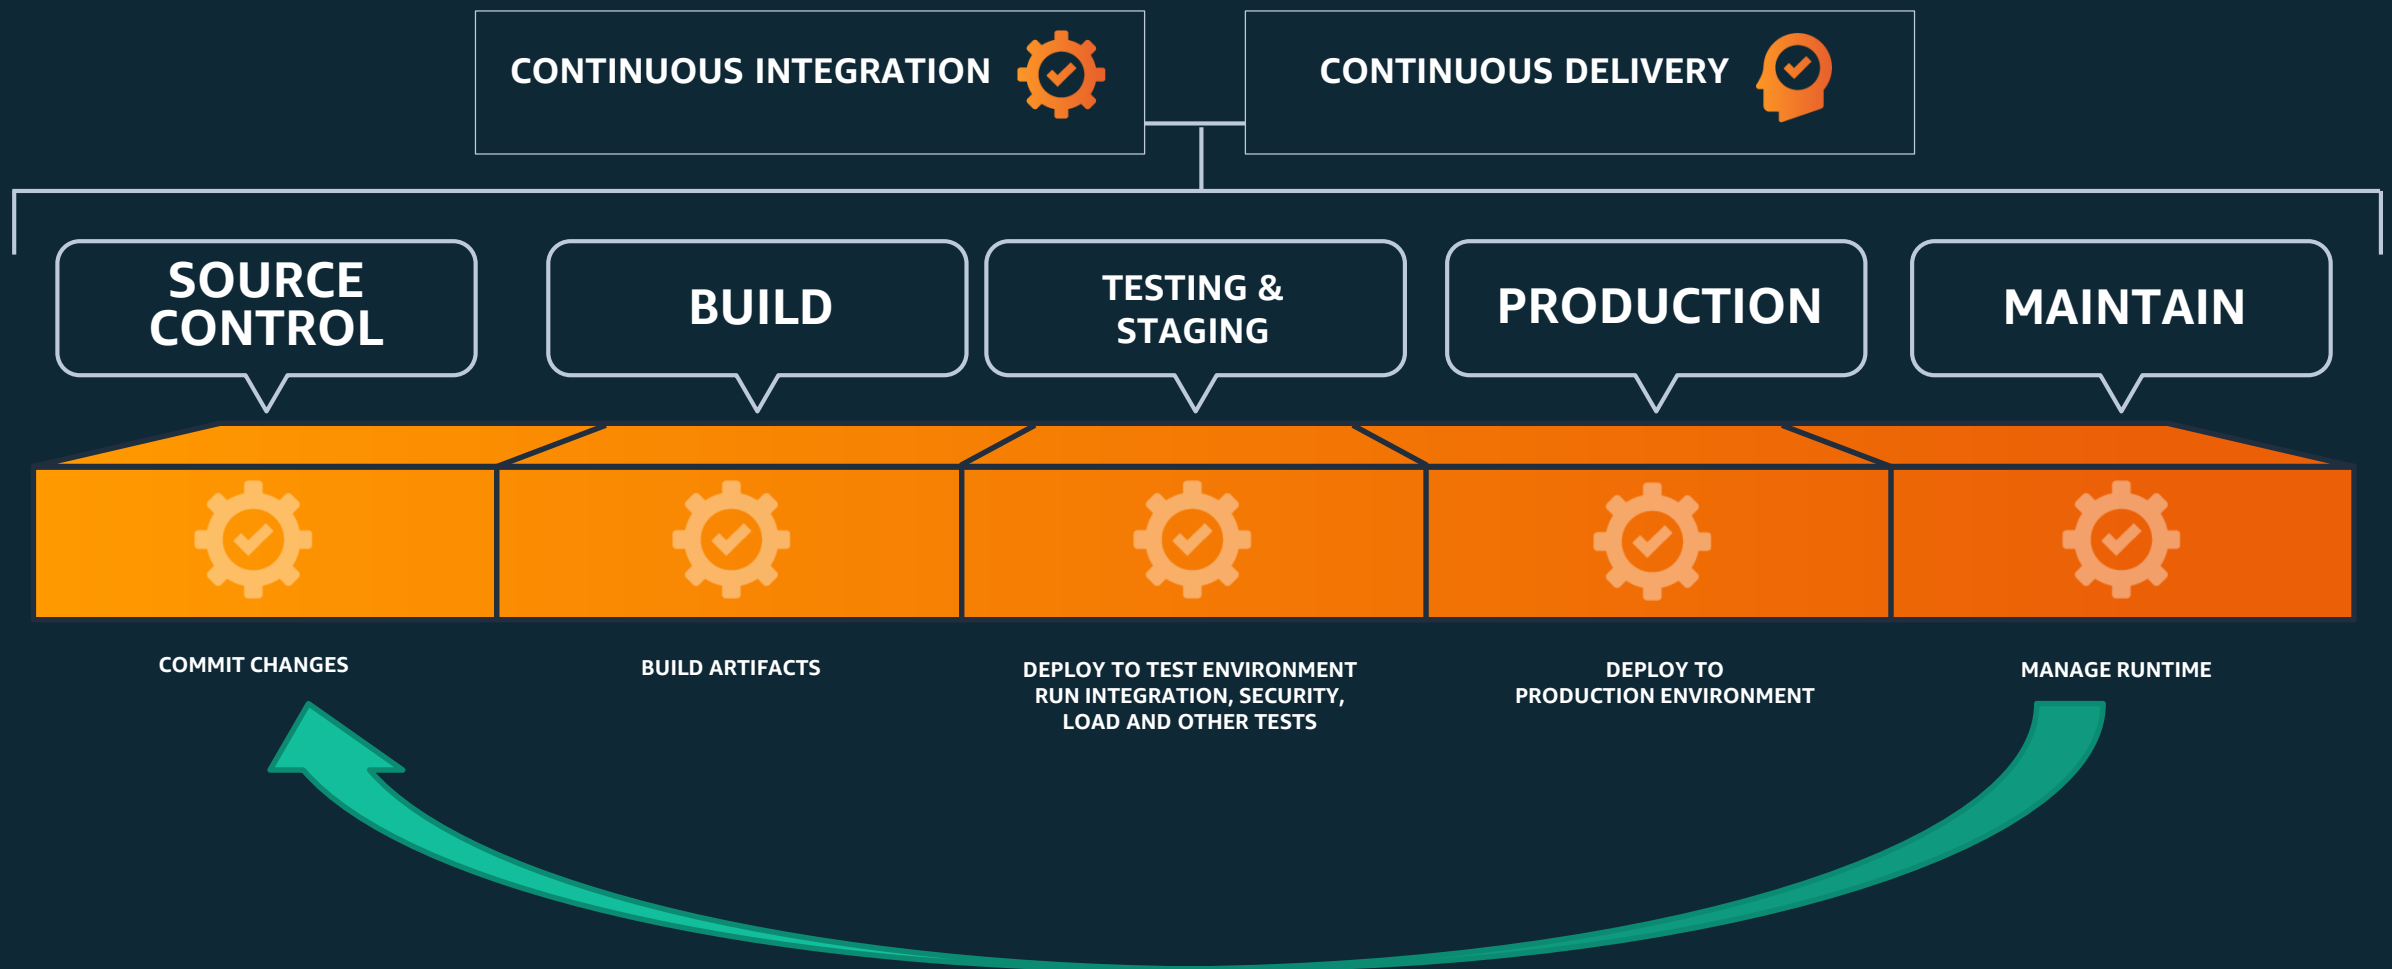 CONTINUOUS INTEGRATION
CONTINUOUS DELIVERY
SOURCE
CONTROL
BUILD
TESTING &
STAGING
PRODUCTION
MAINTAIN
COMMIT CHANGES
BUILD ARTIFACTS
DEPLOY TO TEST ENVIRONMENT
RUN INTEGRATION, SECURITY,
LOAD AND OTHER TESTS
DEPLOY TO
PRODUCTION ENVIRONMENT
MANAGE RUNTIME